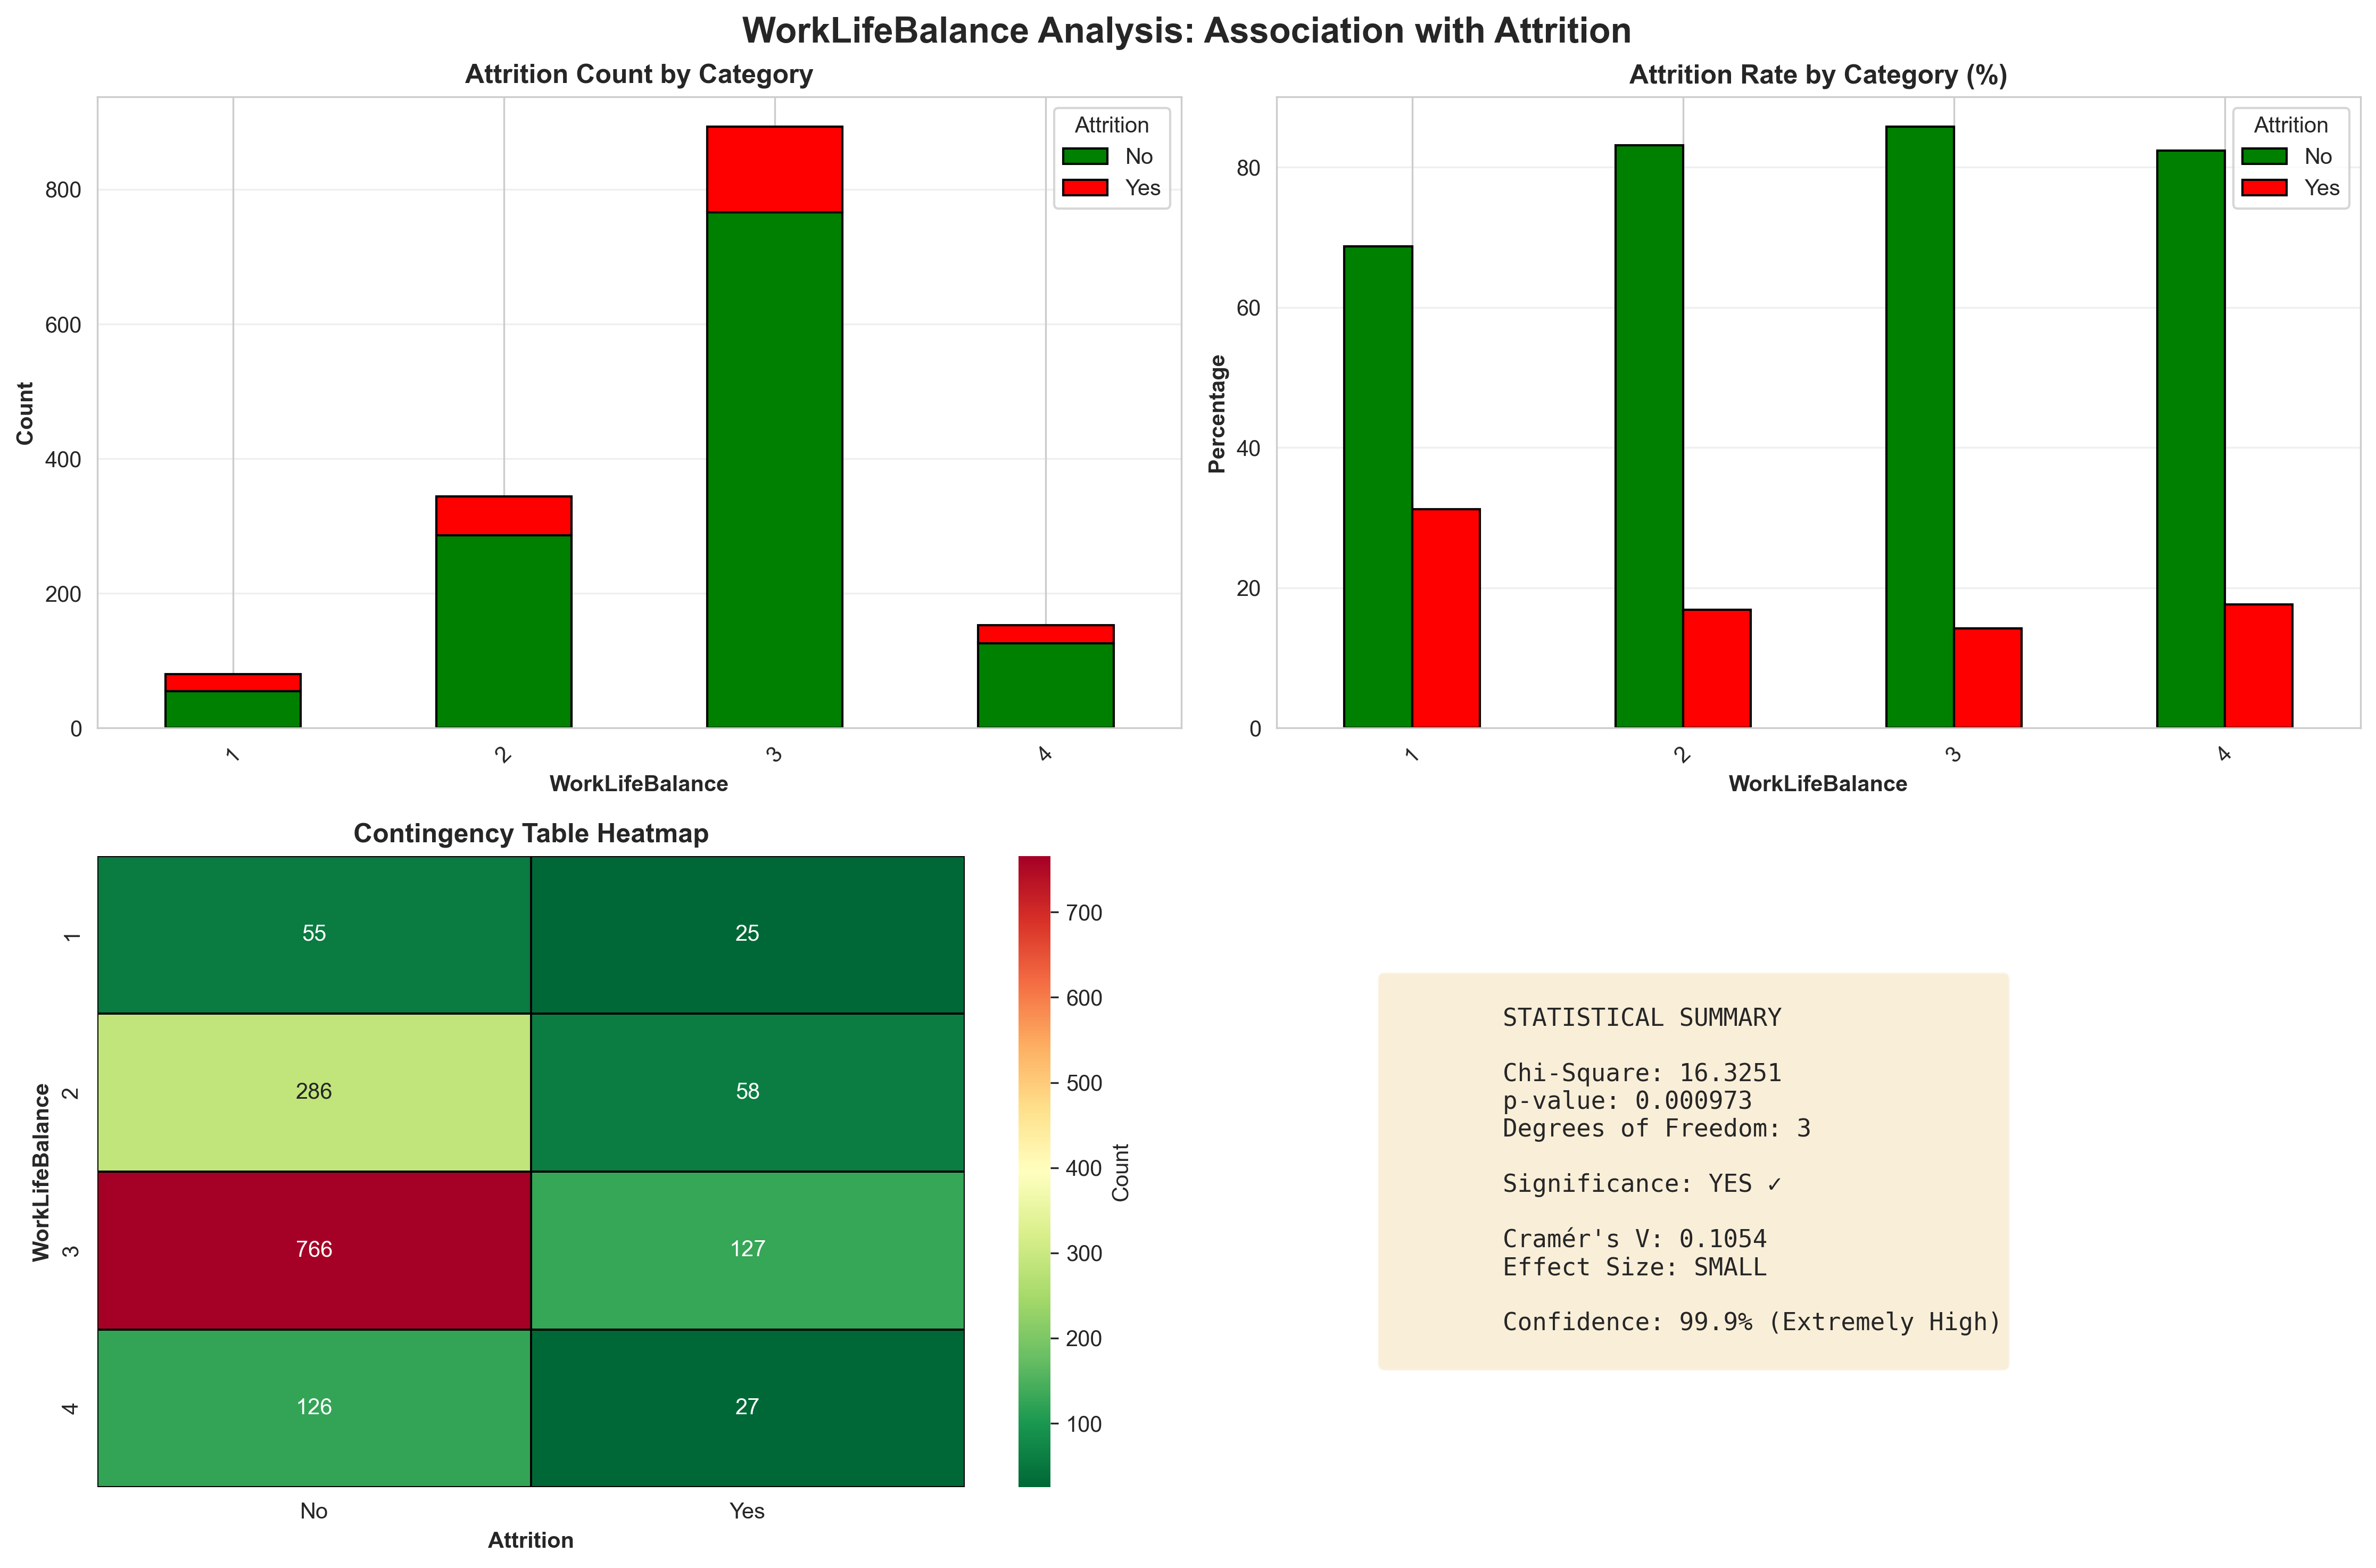 WorkLifeBalance Analysis: Association with Attrition
Attrition Count by Category
Count
800
600
400
200
0
Attrition
No
Yes
1
2
3
4
WorkLifeBalance
Attrition Rate by Category (%)
Percentage
80
60
40
20
0
Attrition
No
Yes
1
2
3
4
WorkLifeBalance
Contingency Table Heatmap
WorkLifeBalance
1
55
25
2
286
58
3
766
127
4
126
27
No
Yes
Attrition
700
600
500
400
300
200
100
Count
STATISTICAL SUMMARY
Chi-Square: 16.3251
p-value: 0.000973
Degrees of Freedom: 3
Significance: YES ✓
Cramér's V: 0.1054
Effect Size: SMALL
Confidence: 99.9% (Extremely High)